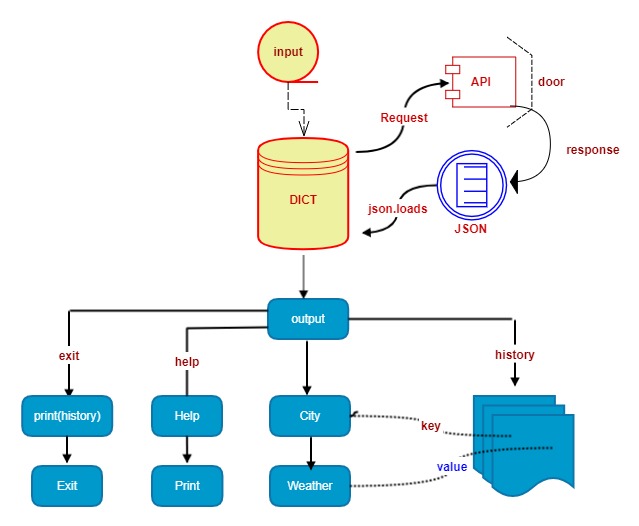 input
API
door
Request
response
DICT
json.loads
JSON
output
exit
help
history
print(history)
Help
City
key
Exit
Print
Weather
value